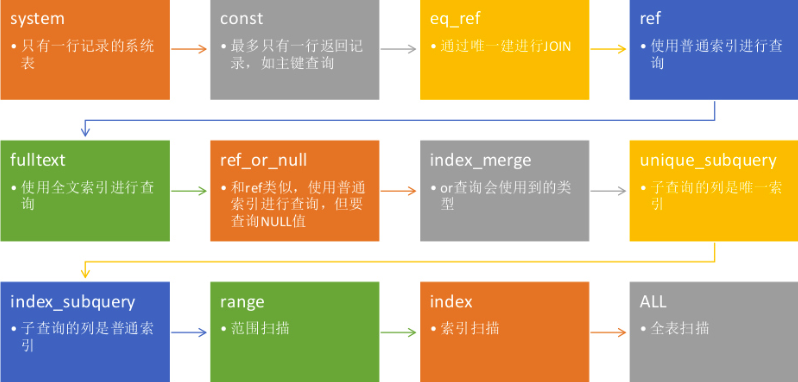 system
• 只有一行记录的系统
表
const
• 最多只有一行返回记
录，如主键查询
eq_ref
• 通过唯一建进行JOIN
ref
• 使用普通索引进行查
询
fulltext
• 使用全文索引进行查
询
ref_or_null
• 和ref类似，使用普通
索引进行查询，但要
查询NULL值
index_merge
• or查询会使用到的类
型
unique_subquery
• 子查询的列是唯一索
引
index_subquery
• 子查询的列是普通索
引
range
• 范围扫描
index
• 索引扫描
ALL
• 全表扫描